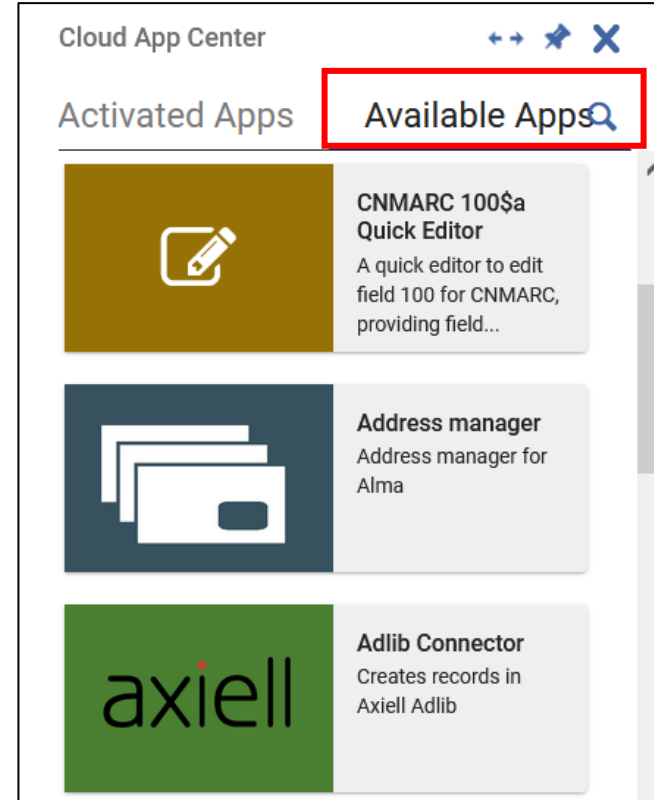 Cloud App Center
Activated Apps
Available Apps
CNMARC 100$a
Quick Editor
A quick editor to edit
field 100 for CNMARC,
providing field...
Address manager
Address manager for
Alma
axiell
Adlib Connector
Creates records in
Axiell Adlib